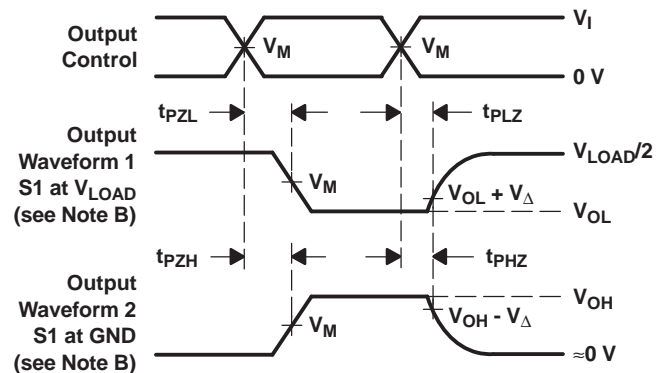 Output
Control
V_M
V_M
V_I
0 V
t_PZL
t_PLZ
Output
Waveform 1
S1 at V_LOAD
(see Note B)
V_M
V_LOAD/2
V_OL + V_Δ
V_OL
t_PZH
t_PHZ
Output
Waveform 2
S1 at GND
(see Note B)
V_M
V_OH
V_OH - V_Δ
≈0 V